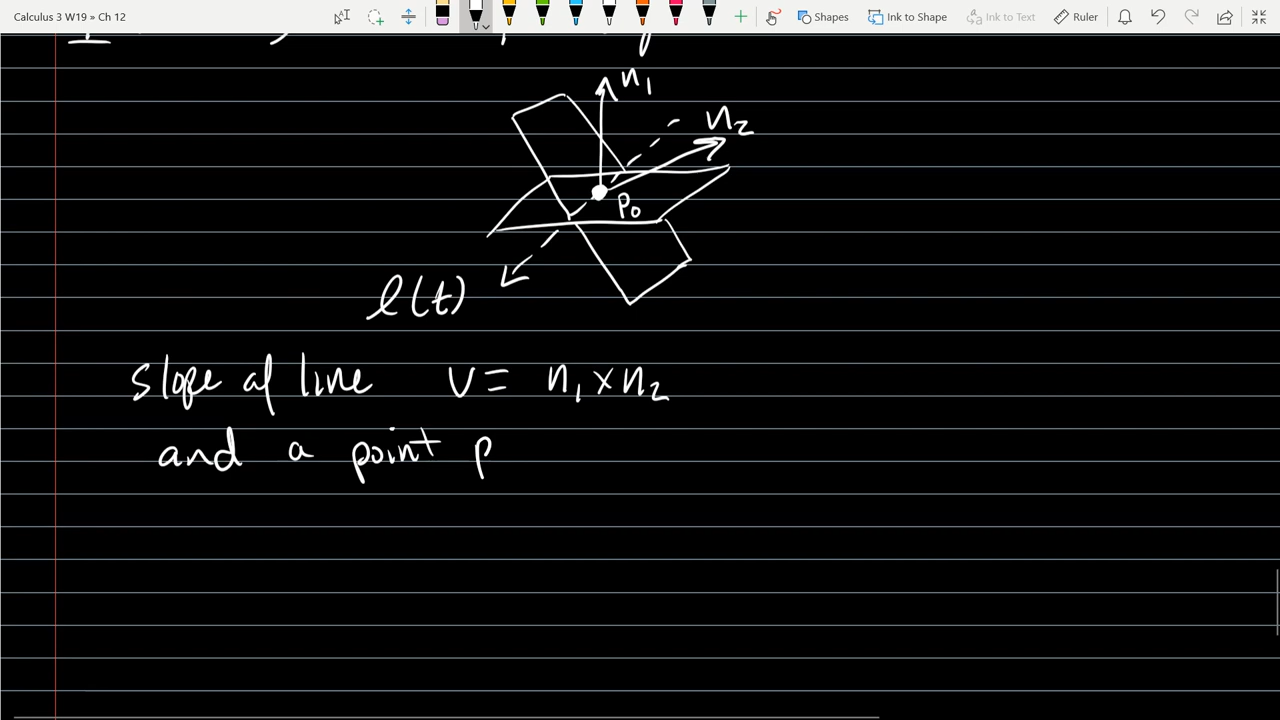 Calculus 3 W19 » Ch 12
Shapes
Ink to Shape
Ink to Text
Ruler
n1
n2
p0
l(t)
slope of line v = n1 × n2
and a point p